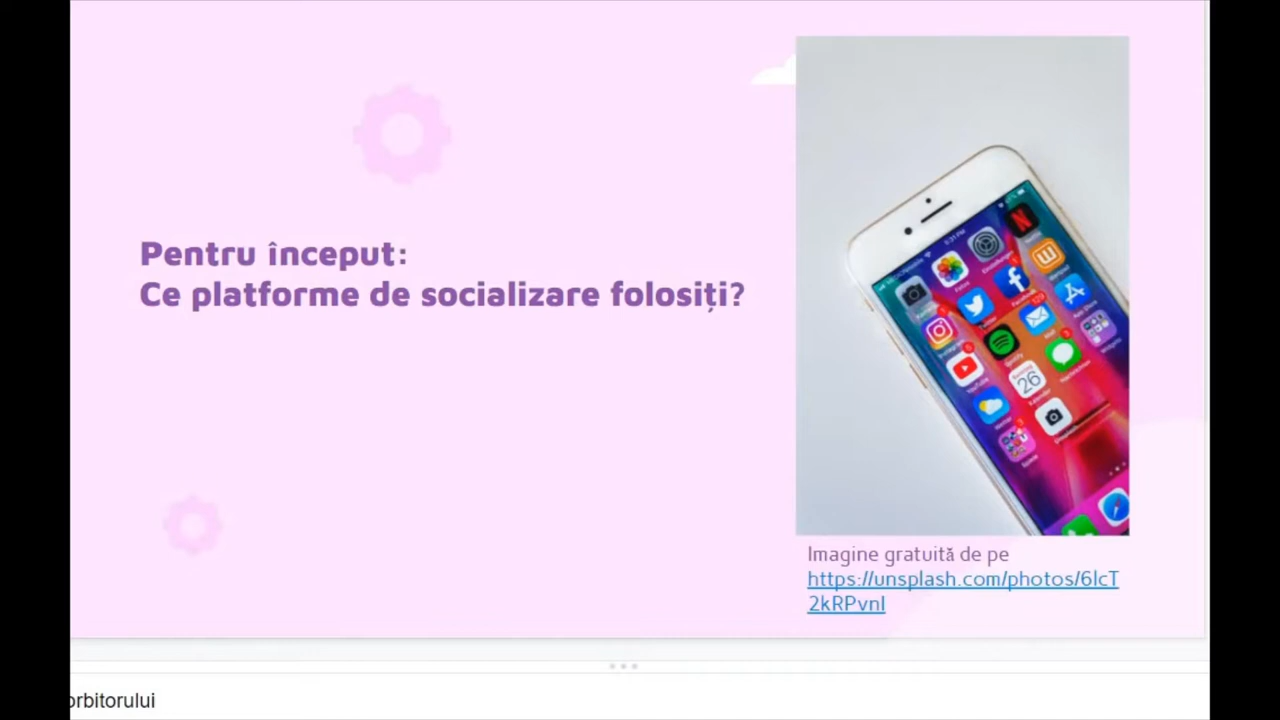 Pentru început:
Ce platforme de socializare folosiți?
Imagine gratuită de pe
https://unsplash.com/photos/6lcT
2kRPvnI
orbitorului